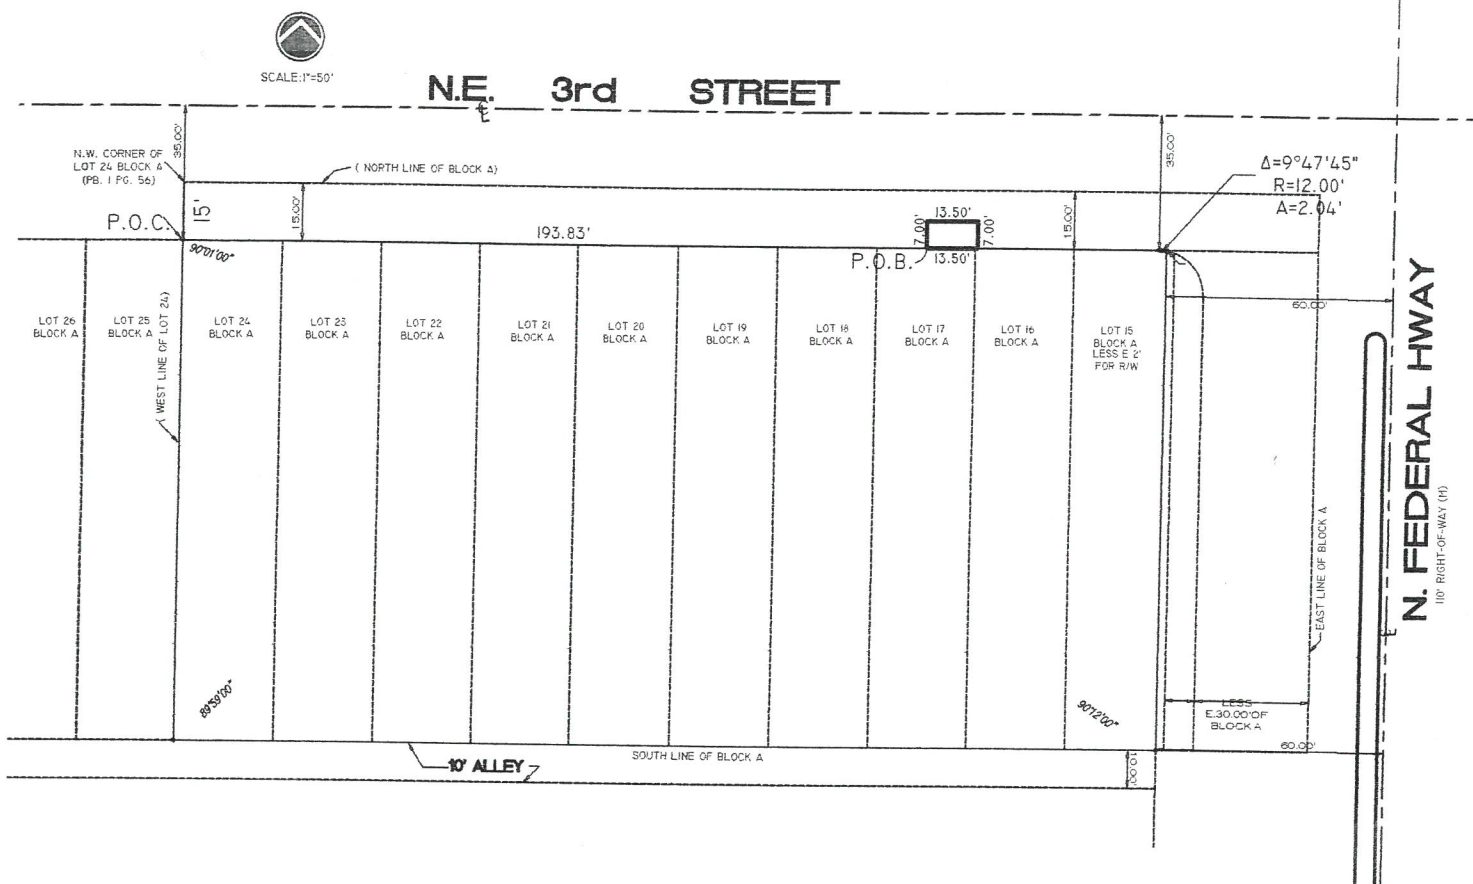 SCALE:1"=50'
N.E. 3rd STREET
℄
35.00'
N.W. CORNER OF
LOT 24 BLOCK A
(PB. 1 PG. 56)
( NORTH LINE OF BLOCK A)
35.00'
Δ=9°47'45"
R=12.00'
A=2.04'
P.O.C.
15'
15.00'
193.83'
13.50'
7.00'
7.00'
15.00'
P.O.B.
13.50'
90°01'00"
60.00'
LOT 26
BLOCK A
LOT 25
BLOCK A
( WEST LINE OF LOT 24)
LOT 24
BLOCK A
LOT 23
BLOCK A
LOT 22
BLOCK A
LOT 21
BLOCK A
LOT 20
BLOCK A
LOT 19
BLOCK A
LOT 18
BLOCK A
LOT 17
BLOCK A
LOT 16
BLOCK A
LOT 15
BLOCK A
LESS E 2'
FOR R/W
N. FEDERAL HWAY
110' RIGHT-OF-WAY (M)
EAST LINE OF BLOCK A
℄
89°59'00"
90°12'00"
LESS
E.30.00'OF
BLOCK A
60.00'
SOUTH LINE OF BLOCK A
10' ALLEY
10.00'